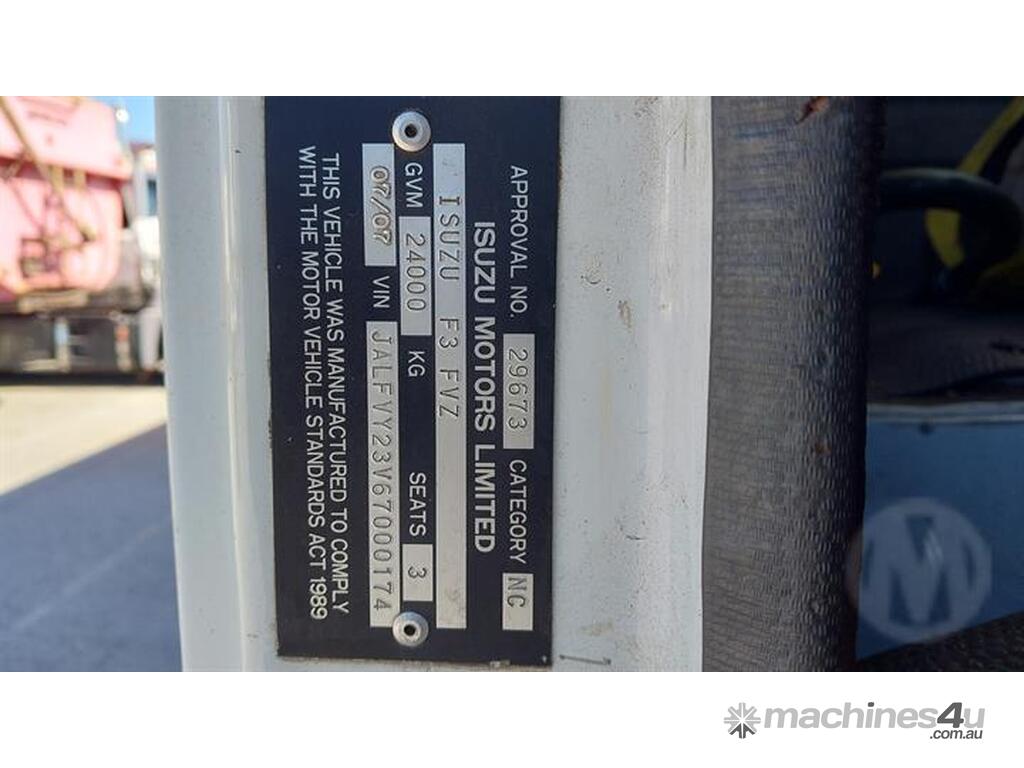 APPROVAL NO. 29673 CATEGORY NC
ISUZU MOTORS LIMITED
ISUZU F3 FVZ
GVM 24000 KG SEATS 3
07/07 VIN JALFVY23V67000174
THIS VEHICLE WAS MANUFACTURED TO COMPLY
WITH THE MOTOR VEHICLE STANDARDS ACT 1989
M
machines4u
.com.au